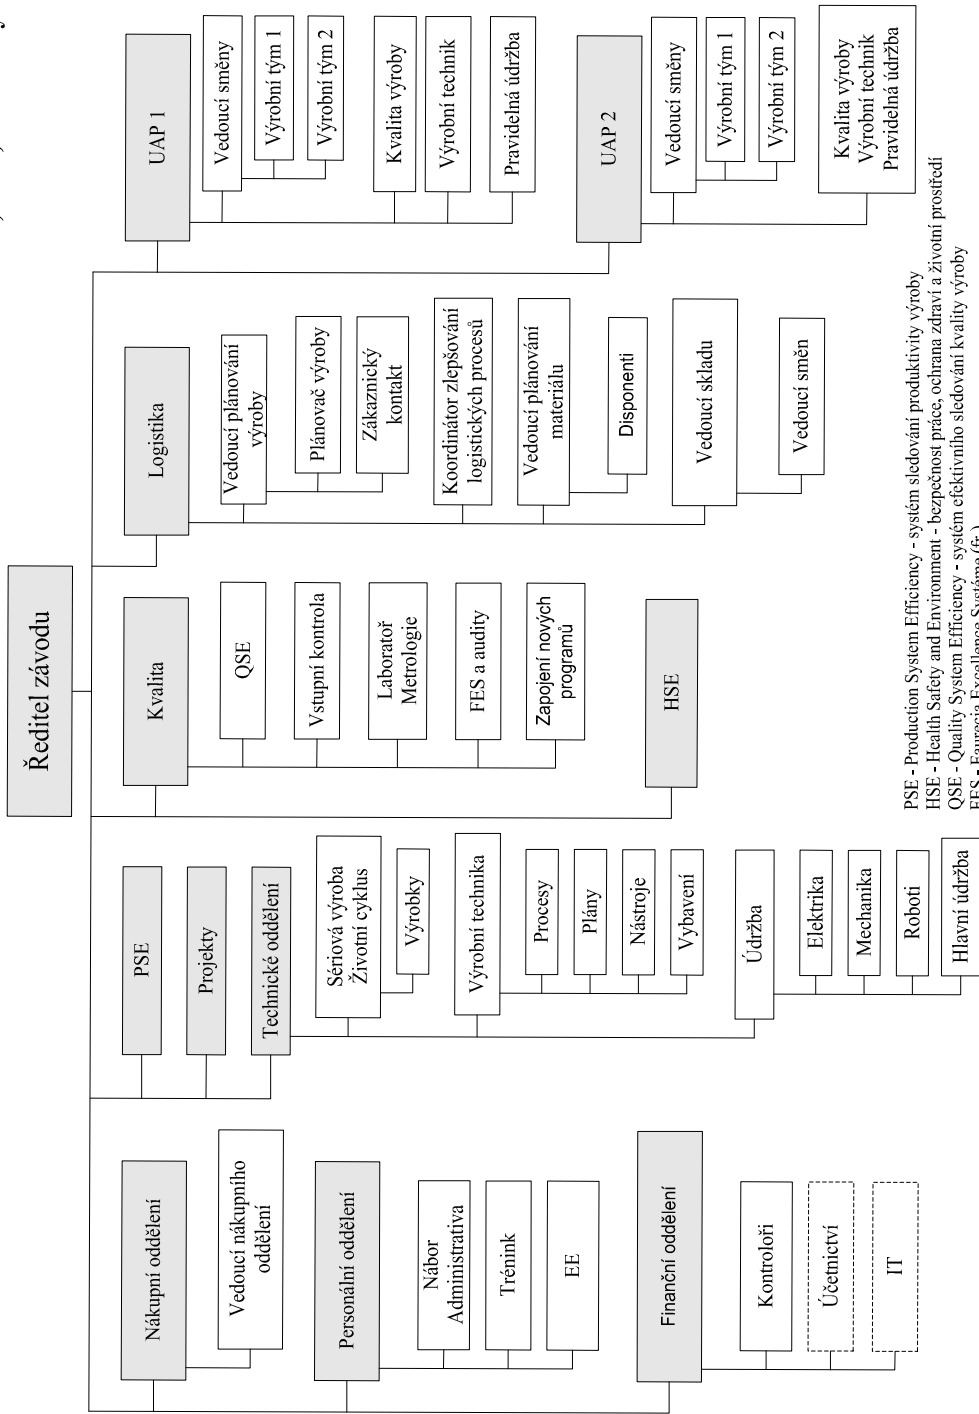 Ředitel závodu
Nákupní oddělení
Vedoucí nákupního
oddělení
Personální oddělení
Nábor
Administrativa
Trénink
EE
Finanční oddělení
Kontroloři
Účetnictví
IT
PSE
Projekty
Technické oddělení
Sériová výroba
Životní cyklus
Výrobky
Výrobní technika
Procesy
Plány
Nástroje
Vybavení
Údržba
Elektrika
Mechanika
Roboti
Hlavní údržba
Kvalita
QSE
Vstupní kontrola
Laboratoř
Metrologie
FES a audity
Zapojení nových
programů
HSE
Logistika
Vedoucí plánování
výroby
Plánovač výroby
Zákaznický
kontakt
Koordinátor zlepšování
logistických procesů
Vedoucí plánování
materiálu
Disponenti
Vedoucí skladu
Vedoucí směn
UAP 1
Vedoucí směny
Výrobní tým 1
Výrobní tým 2
Kvalita výroby
Výrobní technik
Pravidelná údržba
UAP 2
Vedoucí směny
Výrobní tým 1
Výrobní tým 2
Kvalita výroby
Výrobní technik
Pravidelná údržba
PSE - Production System Efficiency - systém sledování produktivity výroby
HSE - Health Safety and Environment - bezpečnost práce, ochrana zdraví a životní prostředí
QSE - Quality System Efficiency - systém efektivního sledování kvality výroby
FES - Faurecia Excellence Systéme (fr.)